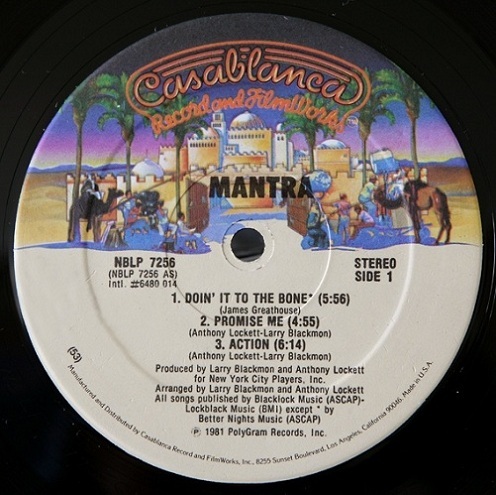 Casablanca
Record and FilmWorks
MANTRA
NBLP 7256
(NBLP 7256 AS)
Intl. #6480 014
STEREO
SIDE 1
1. DOIN' IT TO THE BONE* (5:56)
(James Greathouse)
2. PROMISE ME (4:55)
(Anthony Lockett-Larry Blackmon)
3. ACTION (6:14)
(Anthony Lockett-Larry Blackmon)
Produced by Larry Blackmon and Anthony Lockett
for New York City Players, Inc.
Arranged by Larry Blackmon and Anthony Lockett
All songs published by Blacklock Music (ASCAP)-
Lockblack Music (BMI) except * by
Better Nights Music (ASCAP)
℗ 1981 PolyGram Records, Inc.
(53)
Manufactured and Distributed by Casablanca Record and FilmWorks, Inc., 8255 Sunset Boulevard, Los Angeles, California 90046, Made in U.S.A.